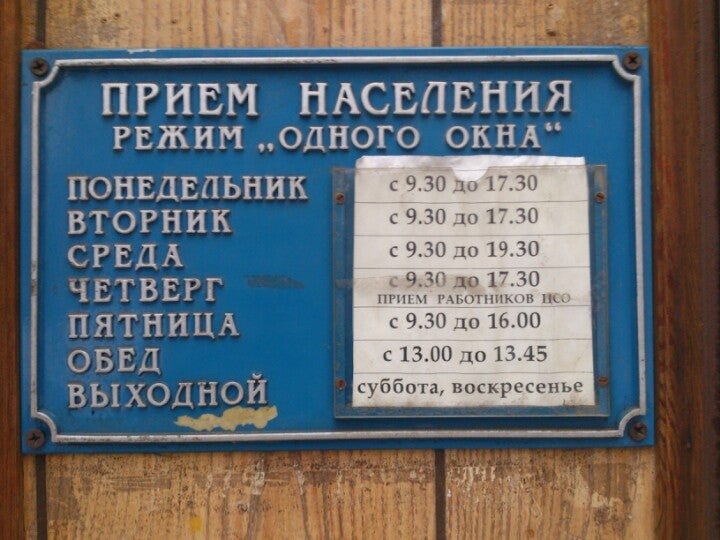 ПРИЕМ НАСЕЛЕНИЯ
РЕЖИМ „ОДНОГО ОКНА“
ПОНЕДЕЛЬНИК с 9.30 до 17.30
ВТОРНИК с 9.30 до 17.30
СРЕДА с 9.30 до 19.30
ЧЕТВЕРГ с 9.30 до 17.30
ПРИЕМ РАБОТНИКОВ ЦСО
ПЯТНИЦА с 9.30 до 16.00
ОБЕД с 13.00 до 13.45
ВЫХОДНОЙ суббота, воскресенье